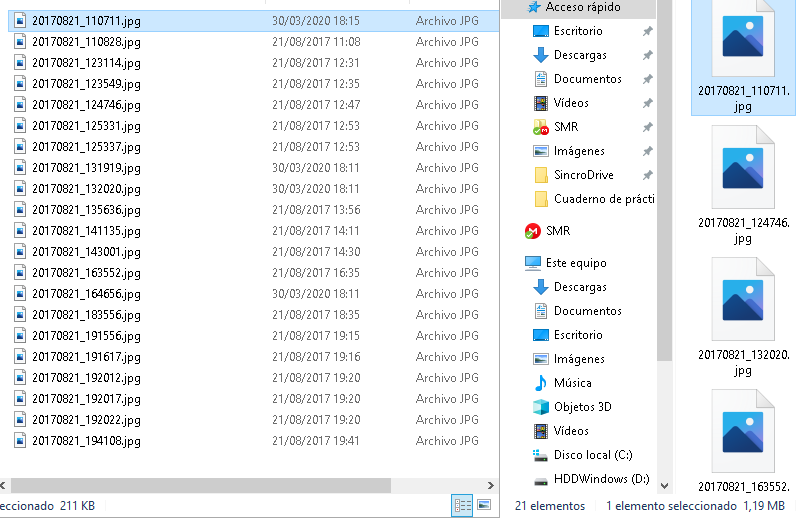 20170821_110711.jpg 30/03/2020 18:15 Archivo JPG
20170821_110828.jpg 21/08/2017 11:08 Archivo JPG
20170821_123114.jpg 21/08/2017 12:31 Archivo JPG
20170821_123549.jpg 21/08/2017 12:35 Archivo JPG
20170821_124746.jpg 21/08/2017 12:47 Archivo JPG
20170821_125331.jpg 21/08/2017 12:53 Archivo JPG
20170821_125337.jpg 21/08/2017 12:53 Archivo JPG
20170821_131919.jpg 30/03/2020 18:11 Archivo JPG
20170821_132020.jpg 30/03/2020 18:11 Archivo JPG
20170821_135636.jpg 21/08/2017 13:56 Archivo JPG
20170821_141135.jpg 21/08/2017 14:11 Archivo JPG
20170821_143001.jpg 21/08/2017 14:30 Archivo JPG
20170821_163552.jpg 21/08/2017 16:35 Archivo JPG
20170821_164656.jpg 30/03/2020 18:11 Archivo JPG
20170821_183556.jpg 21/08/2017 18:35 Archivo JPG
20170821_191556.jpg 21/08/2017 19:15 Archivo JPG
20170821_191617.jpg 21/08/2017 19:16 Archivo JPG
20170821_192012.jpg 21/08/2017 19:20 Archivo JPG
20170821_192017.jpg 21/08/2017 19:20 Archivo JPG
20170821_192022.jpg 21/08/2017 19:20 Archivo JPG
20170821_194108.jpg 21/08/2017 19:41 Archivo JPG
eccionado 211 KB
Acceso rápido
Escritorio
Descargas
Documentos
Vídeos
SMR
Imágenes
SincroDrive
Cuaderno de prácti
SMR
Este equipo
Descargas
Documentos
Escritorio
Imágenes
Música
Objetos 3D
Vídeos
Disco local (C:)
HDDWindows (D:)
20170821_110711.
jpg
20170821_124746.
jpg
20170821_132020.
jpg
20170821_163552.
21 elementos 1 elemento seleccionado 1,19 MB